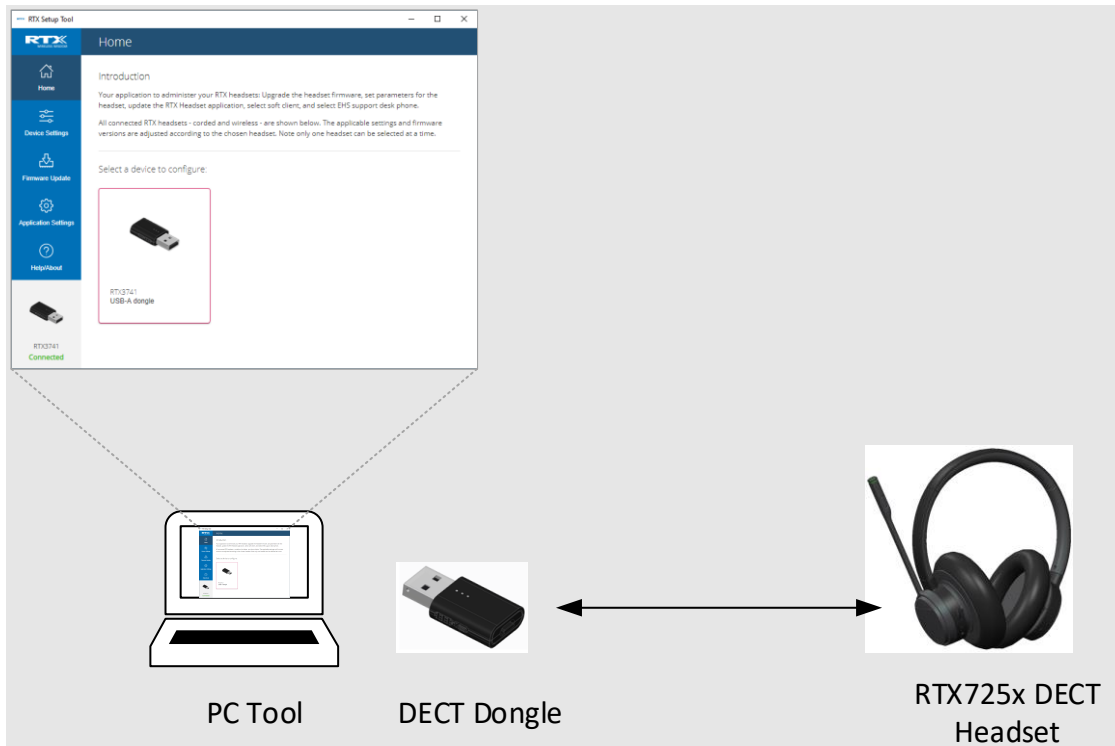 RTX Setup Tool
RTX
Home
Home
Device Settings
Firmware Update
Application Settings
Help/About
RTX3741
Connected
Introduction
Your application to administer your RTX headsets: Upgrade the headset firmware, set parameters for the
headset, update the RTX Headset application, select soft client, and select EHS support desk phone.
All connected RTX headsets - corded and wireless - are shown below. The applicable settings and firmware
versions are adjusted according to the chosen headset. Note only one headset can be selected at a time.
Select a device to configure:
RTX3741
USB-A dongle
PC Tool
DECT Dongle
RTX725x DECT
Headset